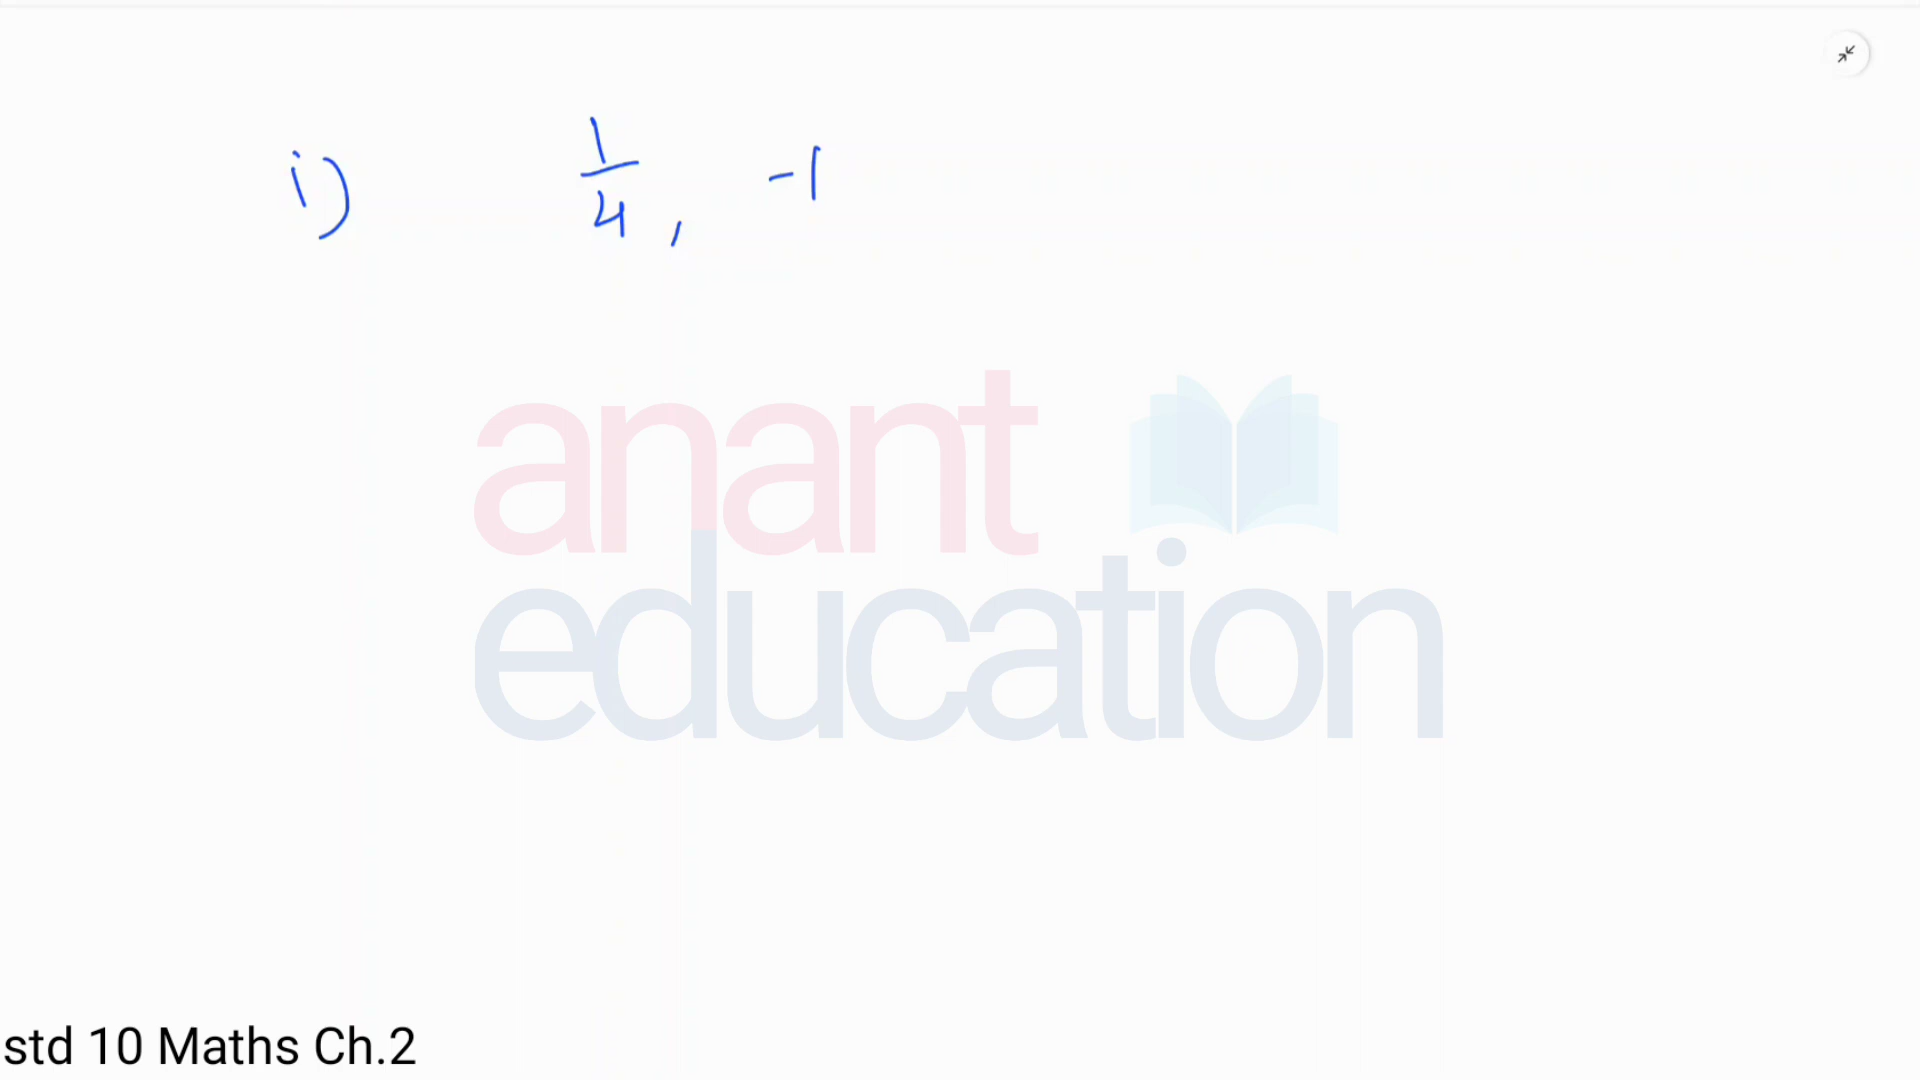 i) 1/4 , -1
anant
education
std 10 Maths Ch.2